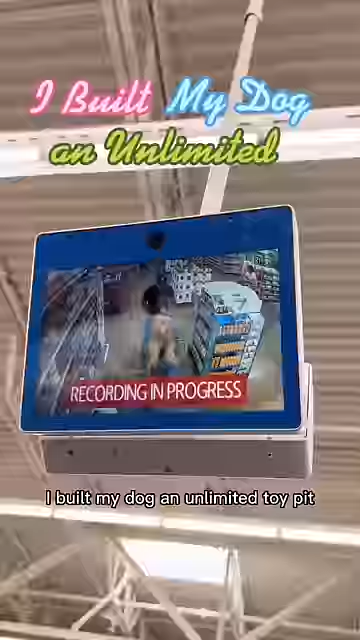 I Built My Dog
an Unlimited
RECORDING IN PROGRESS
I built my dog an unlimited toy pit